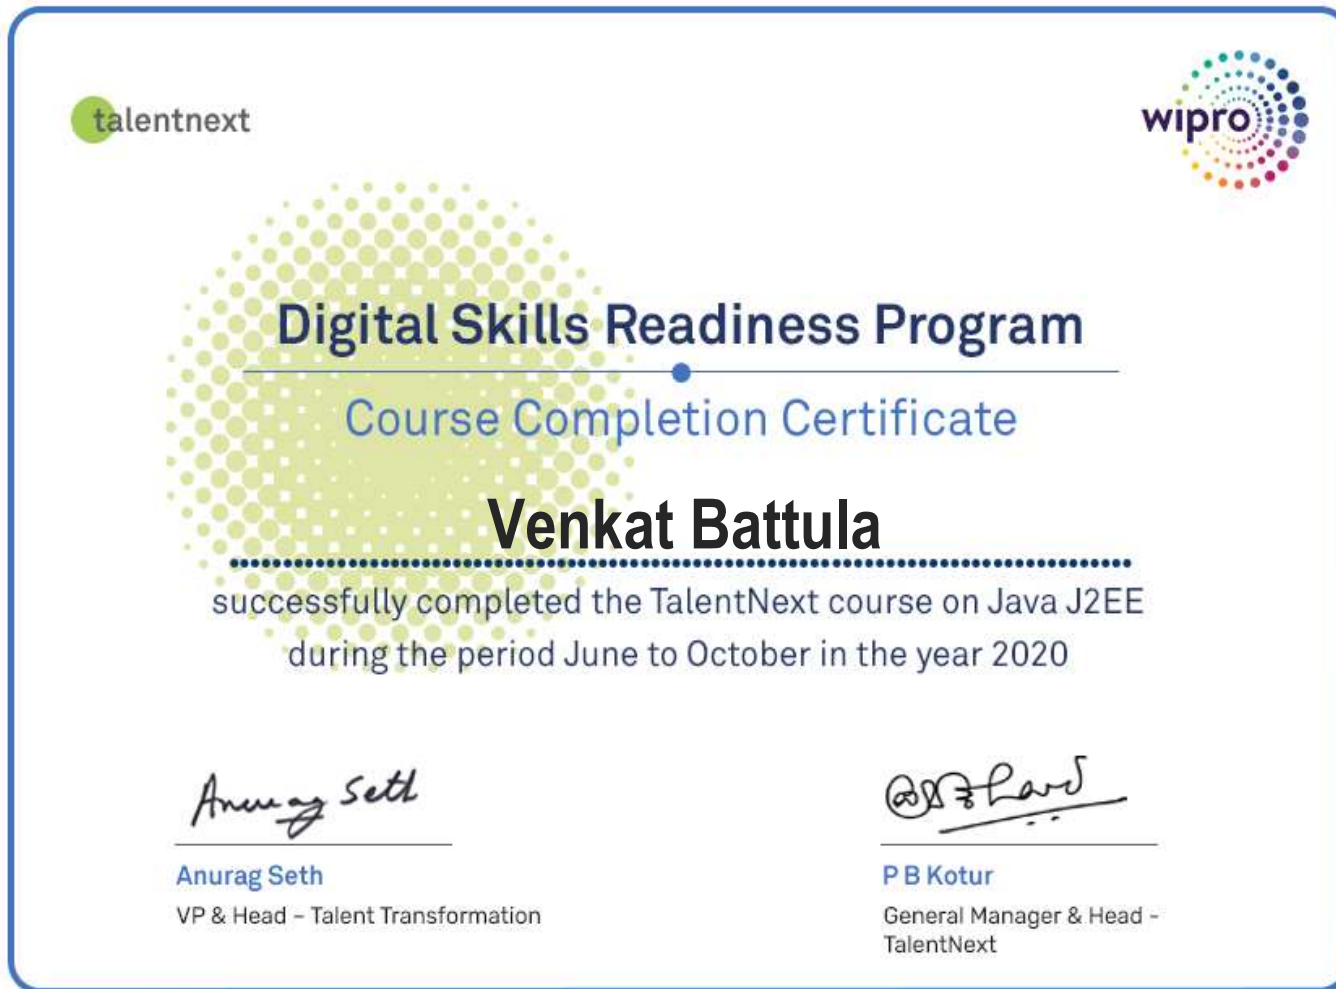 talentnext
wipro
Digital Skills Readiness Program
Course Completion Certificate
Venkat Battula
successfully completed the TalentNext course on Java J2EE
during the period June to October in the year 2020
Anurag Seth
Anurag Seth
VP & Head – Talent Transformation
P B Kotur
General Manager & Head -
TalentNext